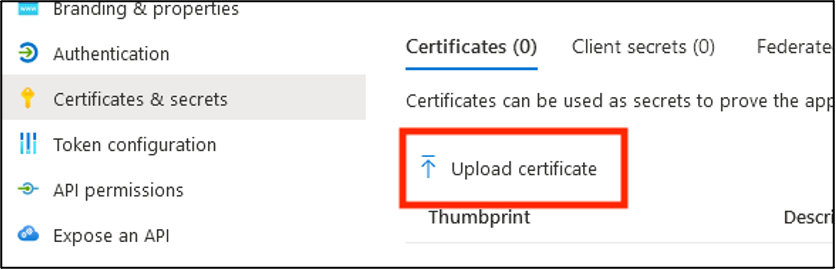 Branding & properties
Authentication
Certificates & secrets
Token configuration
API permissions
Expose an API
Certificates (0) Client secrets (0) Federate
Certificates can be used as secrets to prove the app
Upload certificate
Thumbprint Descri